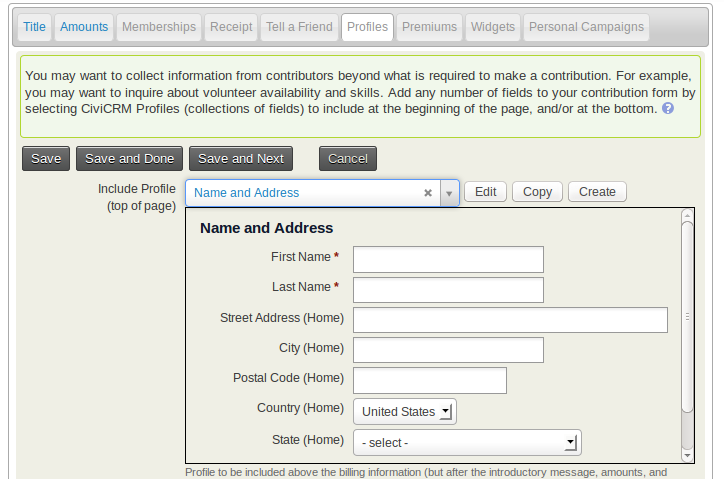 Title Amounts Memberships Receipt Tell a Friend Profiles Premiums Widgets Personal Campaigns
You may want to collect information from contributors beyond what is required to make a contribution. For example,
you may want to inquire about volunteer availability and skills. Add any number of fields to your contribution form by
selecting CiviCRM Profiles (collections of fields) to include at the beginning of the page, and/or at the bottom. ?
Save Save and Done Save and Next Cancel
Include Profile
(top of page)
Name and Address × Edit Copy Create
Name and Address
First Name *
Last Name *
Street Address (Home)
City (Home)
Postal Code (Home)
Country (Home) United States
State (Home) - select -
Profile to be included above the billing information (but after the introductory message, amounts, and